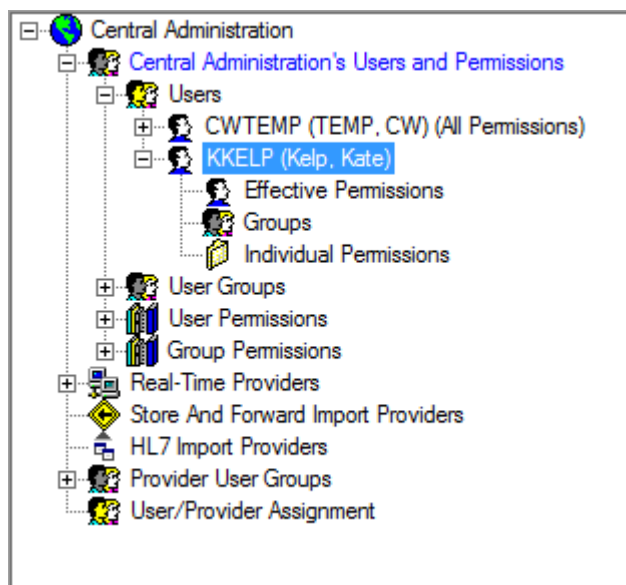 Central Administration
Central Administration's Users and Permissions
Users
CWTEMP (TEMP, CW) (All Permissions)
KKELP (Kelp, Kate)
Effective Permissions
Groups
Individual Permissions
User Groups
User Permissions
Group Permissions
Real-Time Providers
Store And Forward Import Providers
HL7 Import Providers
Provider User Groups
User/Provider Assignment